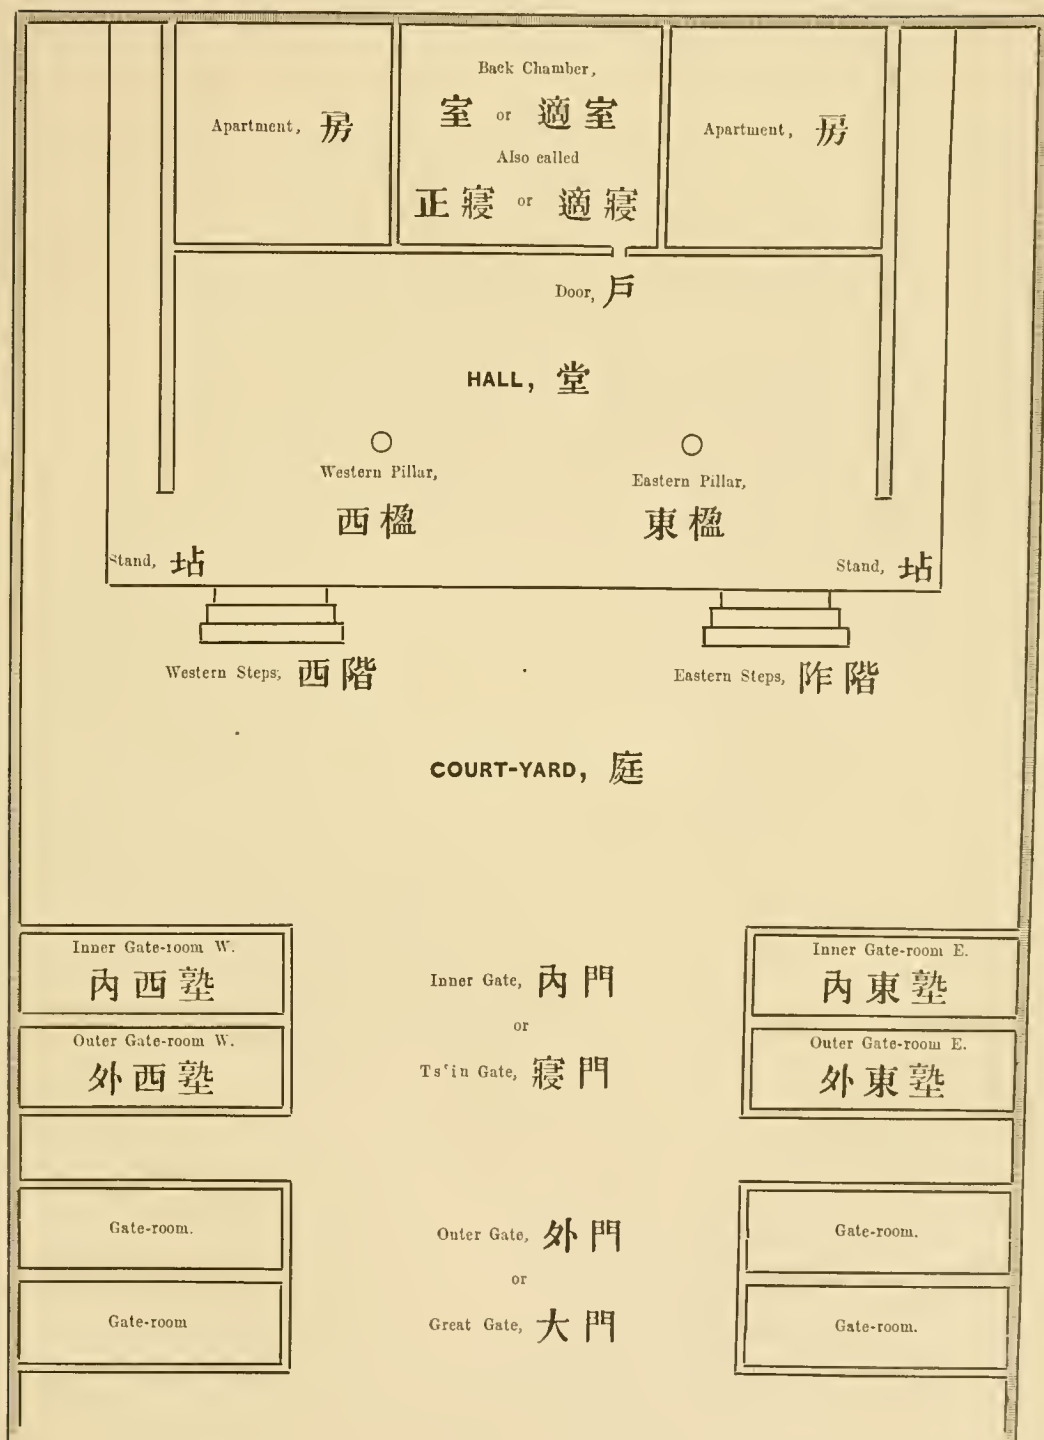 Back Chamber,
Apartment, 房
室 or 適室
Apartment, 房
Also called
正寢 or 適寢
Door, 戶
HALL, 堂
Western Pillar,
西楹
Eastern Pillar,
東楹
Stand, 坫
Stand, 坫
Western Steps, 西階
Eastern Steps, 阼階
COURT-YARD, 庭
Inner Gate-room W.
內西塾
Outer Gate-room W.
外西塾
Inner Gate, 內門
or
Ts‘in Gate, 寢門
Inner Gate-room E.
內東塾
Outer Gate-room E.
外東塾
Gate-room.
Gate-room
Outer Gate, 外門
or
Great Gate, 大門
Gate-room.
Gate-room.